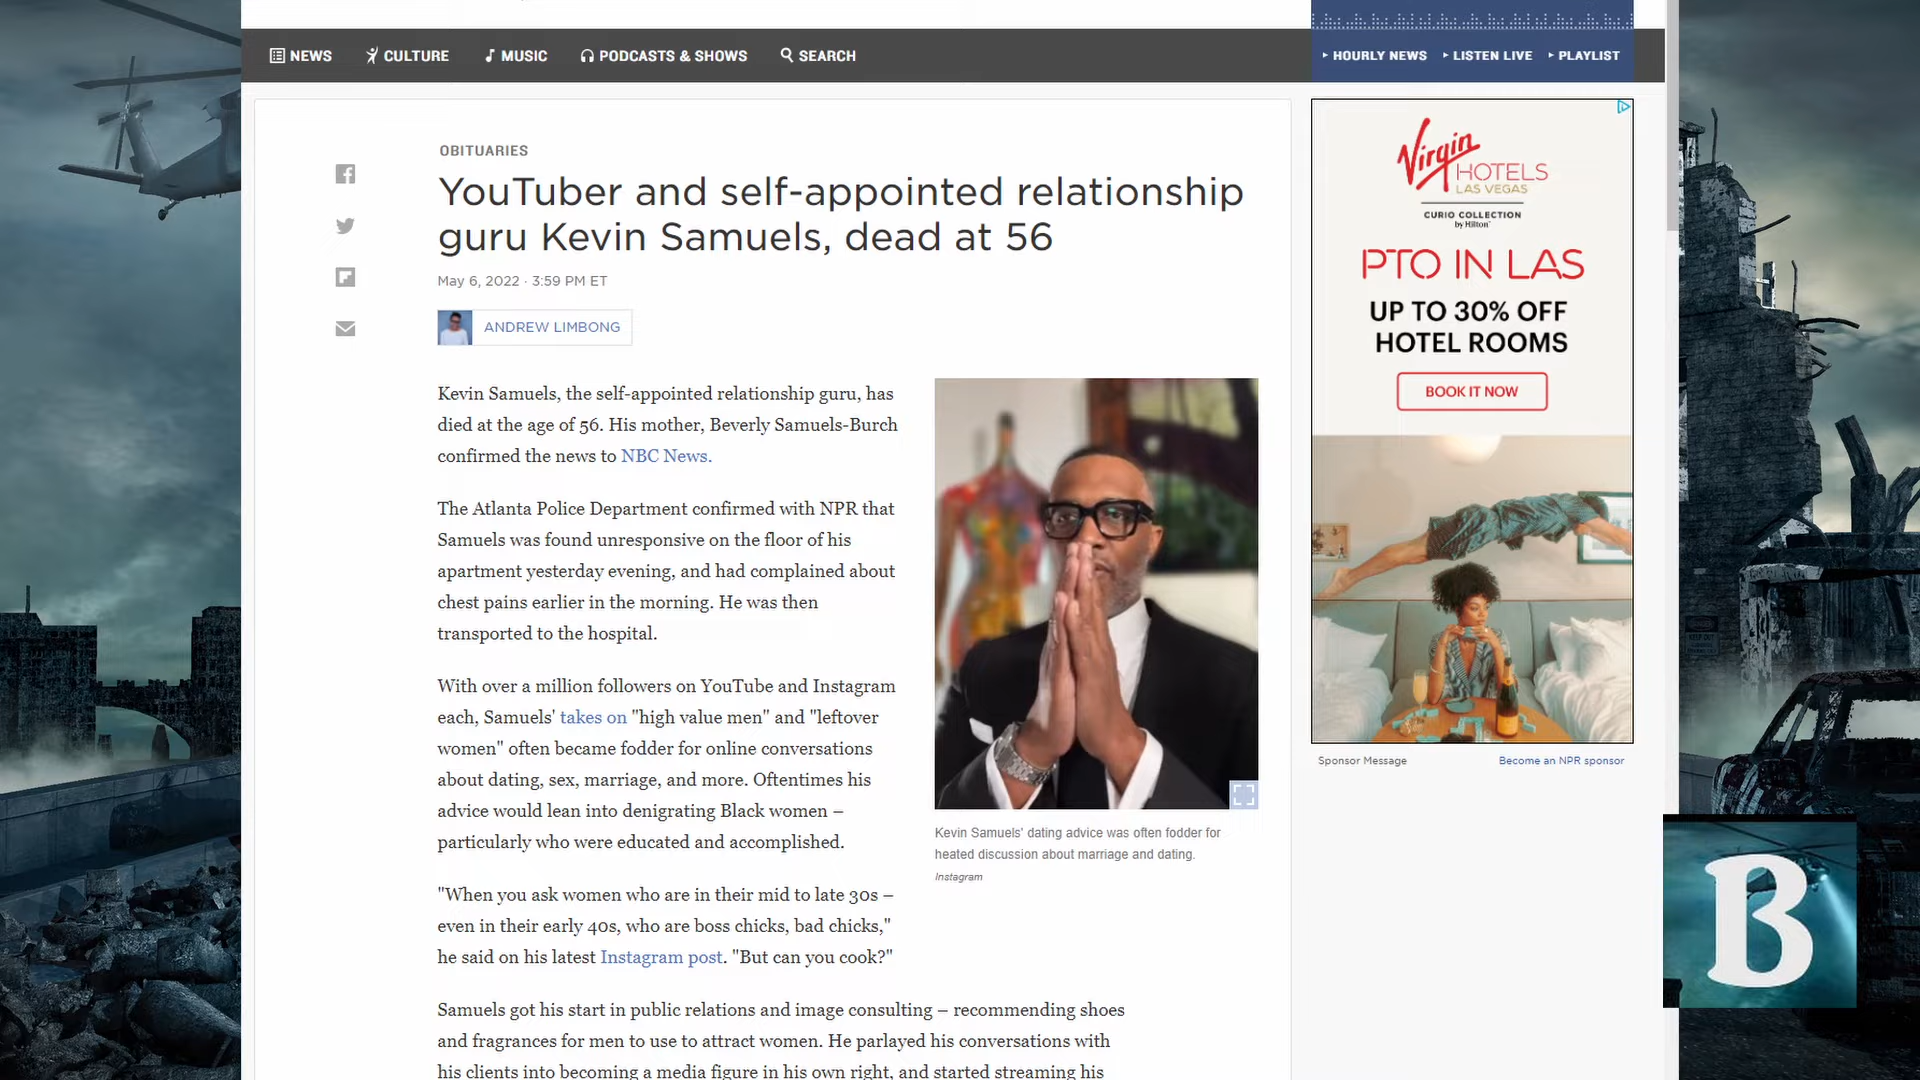 NEWS
CULTURE
MUSIC
PODCASTS & SHOWS
SEARCH
HOURLY NEWS
LISTEN LIVE
PLAYLIST
OBITUARIES
YouTuber and self-appointed relationship
guru Kevin Samuels, dead at 56
May 6, 2022 · 3:59 PM ET
ANDREW LIMBONG
Kevin Samuels, the self-appointed relationship guru, has
died at the age of 56. His mother, Beverly Samuels-Burch
confirmed the news to NBC News.
The Atlanta Police Department confirmed with NPR that
Samuels was found unresponsive on the floor of his
apartment yesterday evening, and had complained about
chest pains earlier in the morning. He was then
transported to the hospital.
With over a million followers on YouTube and Instagram
each, Samuels' takes on "high value men" and "leftover
women" often became fodder for online conversations
about dating, sex, marriage, and more. Oftentimes his
advice would lean into denigrating Black women –
particularly who were educated and accomplished.
"When you ask women who are in their mid to late 30s –
even in their early 40s, who are boss chicks, bad chicks,"
he said on his latest Instagram post. "But can you cook?"
Samuels got his start in public relations and image consulting – recommending shoes
and fragrances for men to use to attract women. He parlayed his conversations with
his clients into becoming a media figure in his own right, and started streaming his
Kevin Samuels' dating advice was often fodder for
heated discussion about marriage and dating.
Instagram
Virgin
HOTELS
LAS VEGAS
CURIO COLLECTION
by Hilton
PTO IN LAS
UP TO 30% OFF
HOTEL ROOMS
BOOK IT NOW
Sponsor Message
Become an NPR sponsor
B